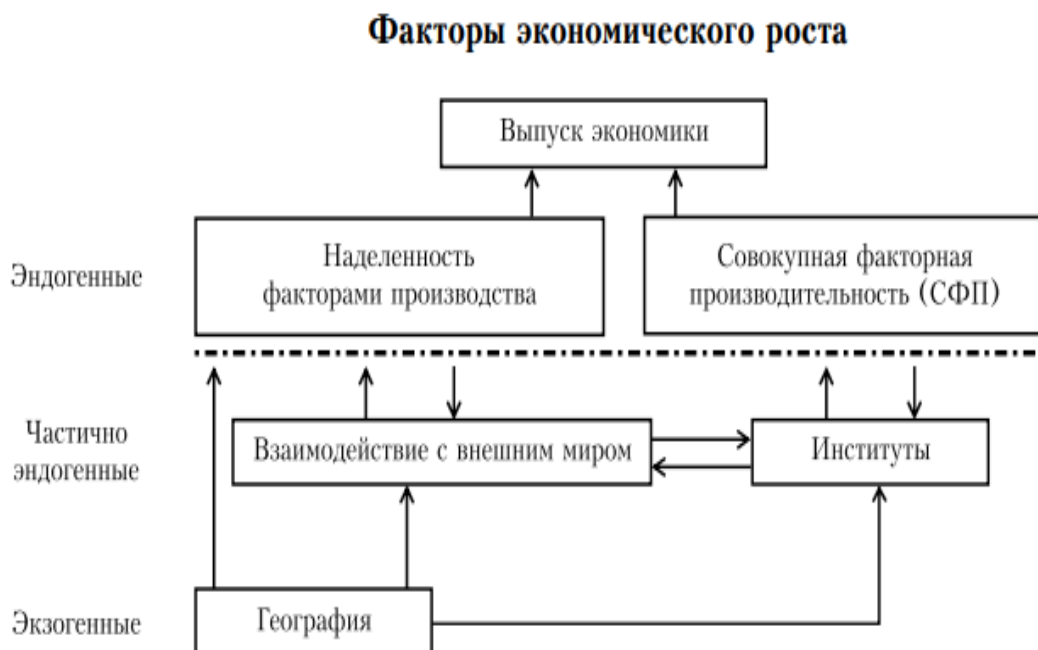 Факторы экономического роста
Выпуск экономики
Эндогенные
Наделенность
факторами производства
Совокупная факторная
производительность (СФП)
Частично
эндогенные
Взаимодействие с внешним миром
Институты
Экзогенные
География